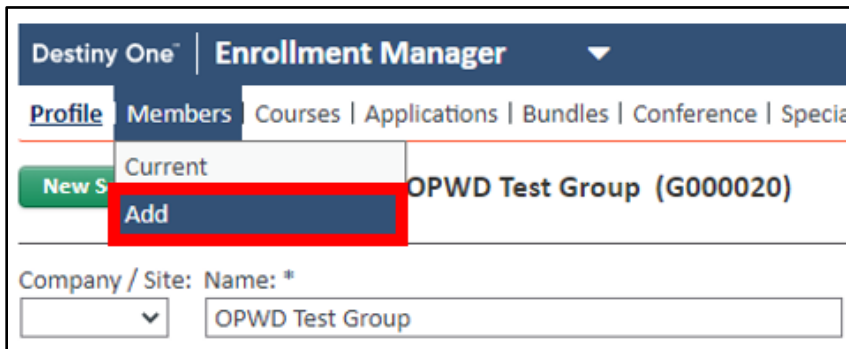 Destiny One™ | Enrollment Manager
Profile | Members | Courses | Applications | Bundles | Conference |
Current
New OPWD Test Group (G000020)
Add
Company / Site: Name: *
OPWD Test Group